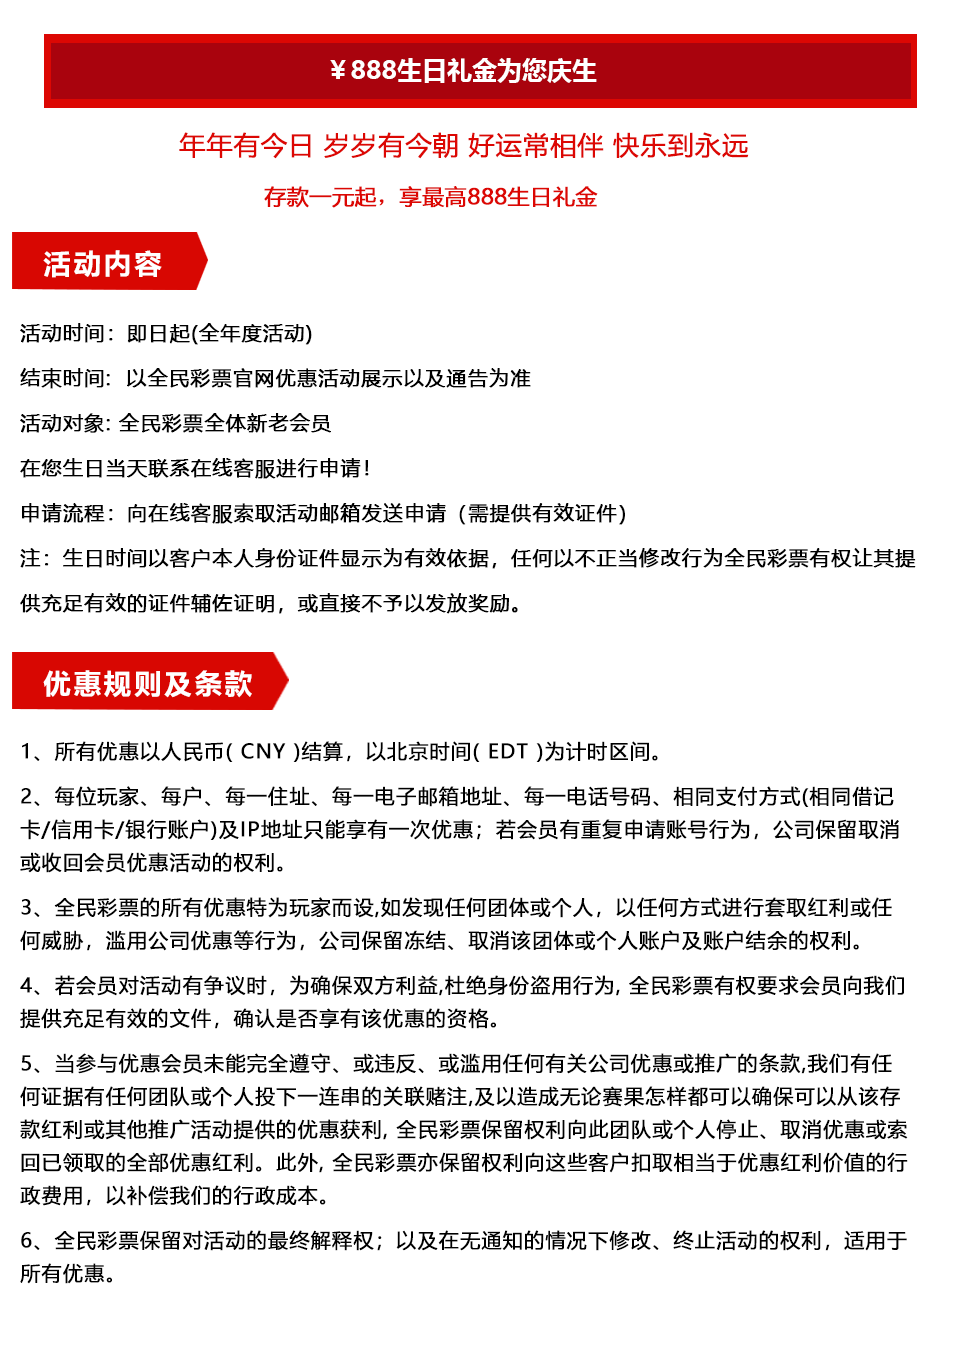 ￥888生日礼金为您庆生
年年有今日 岁岁有今朝 好运常相伴 快乐到永远
存款一元起，享最高888生日礼金
活动内容
活动时间：即日起(全年度活动)
结束时间：以全民彩票官网优惠活动展示以及通告为准
活动对象: 全民彩票全体新老会员
在您生日当天联系在线客服进行申请！
申请流程：向在线客服索取活动邮箱发送申请（需提供有效证件）
注：生日时间以客户本人身份证件显示为有效依据，任何以不正当修改行为全民彩票有权让其提
供充足有效的证件辅佐证明，或直接不予以发放奖励。
优惠规则及条款
1、所有优惠以人民币( CNY )结算，以北京时间( EDT )为计时区间。
2、每位玩家、每户、每一住址、每一电子邮箱地址、每一电话号码、相同支付方式(相同借记
卡/信用卡/银行账户)及IP地址只能享有一次优惠；若会员有重复申请账号行为，公司保留取消
或收回会员优惠活动的权利。
3、全民彩票的所有优惠特为玩家而设,如发现任何团体或个人，以任何方式进行套取红利或任
何威胁，滥用公司优惠等行为，公司保留冻结、取消该团体或个人账户及账户结余的权利。
4、若会员对活动有争议时，为确保双方利益,杜绝身份盗用行为, 全民彩票有权要求会员向我们
提供充足有效的文件，确认是否享有该优惠的资格。
5、当参与优惠会员未能完全遵守、或违反、或滥用任何有关公司优惠或推广的条款,我们有任
何证据有任何团队或个人投下一连串的关联赌注,及以造成无论赛果怎样都可以确保可以从该存
款红利或其他推广活动提供的优惠获利, 全民彩票保留权利向此团队或个人停止、取消优惠或索
回已领取的全部优惠红利。此外, 全民彩票亦保留权利向这些客户扣取相当于优惠红利价值的行
政费用，以补偿我们的行政成本。
6、全民彩票保留对活动的最终解释权；以及在无通知的情况下修改、终止活动的权利，适用于
所有优惠。